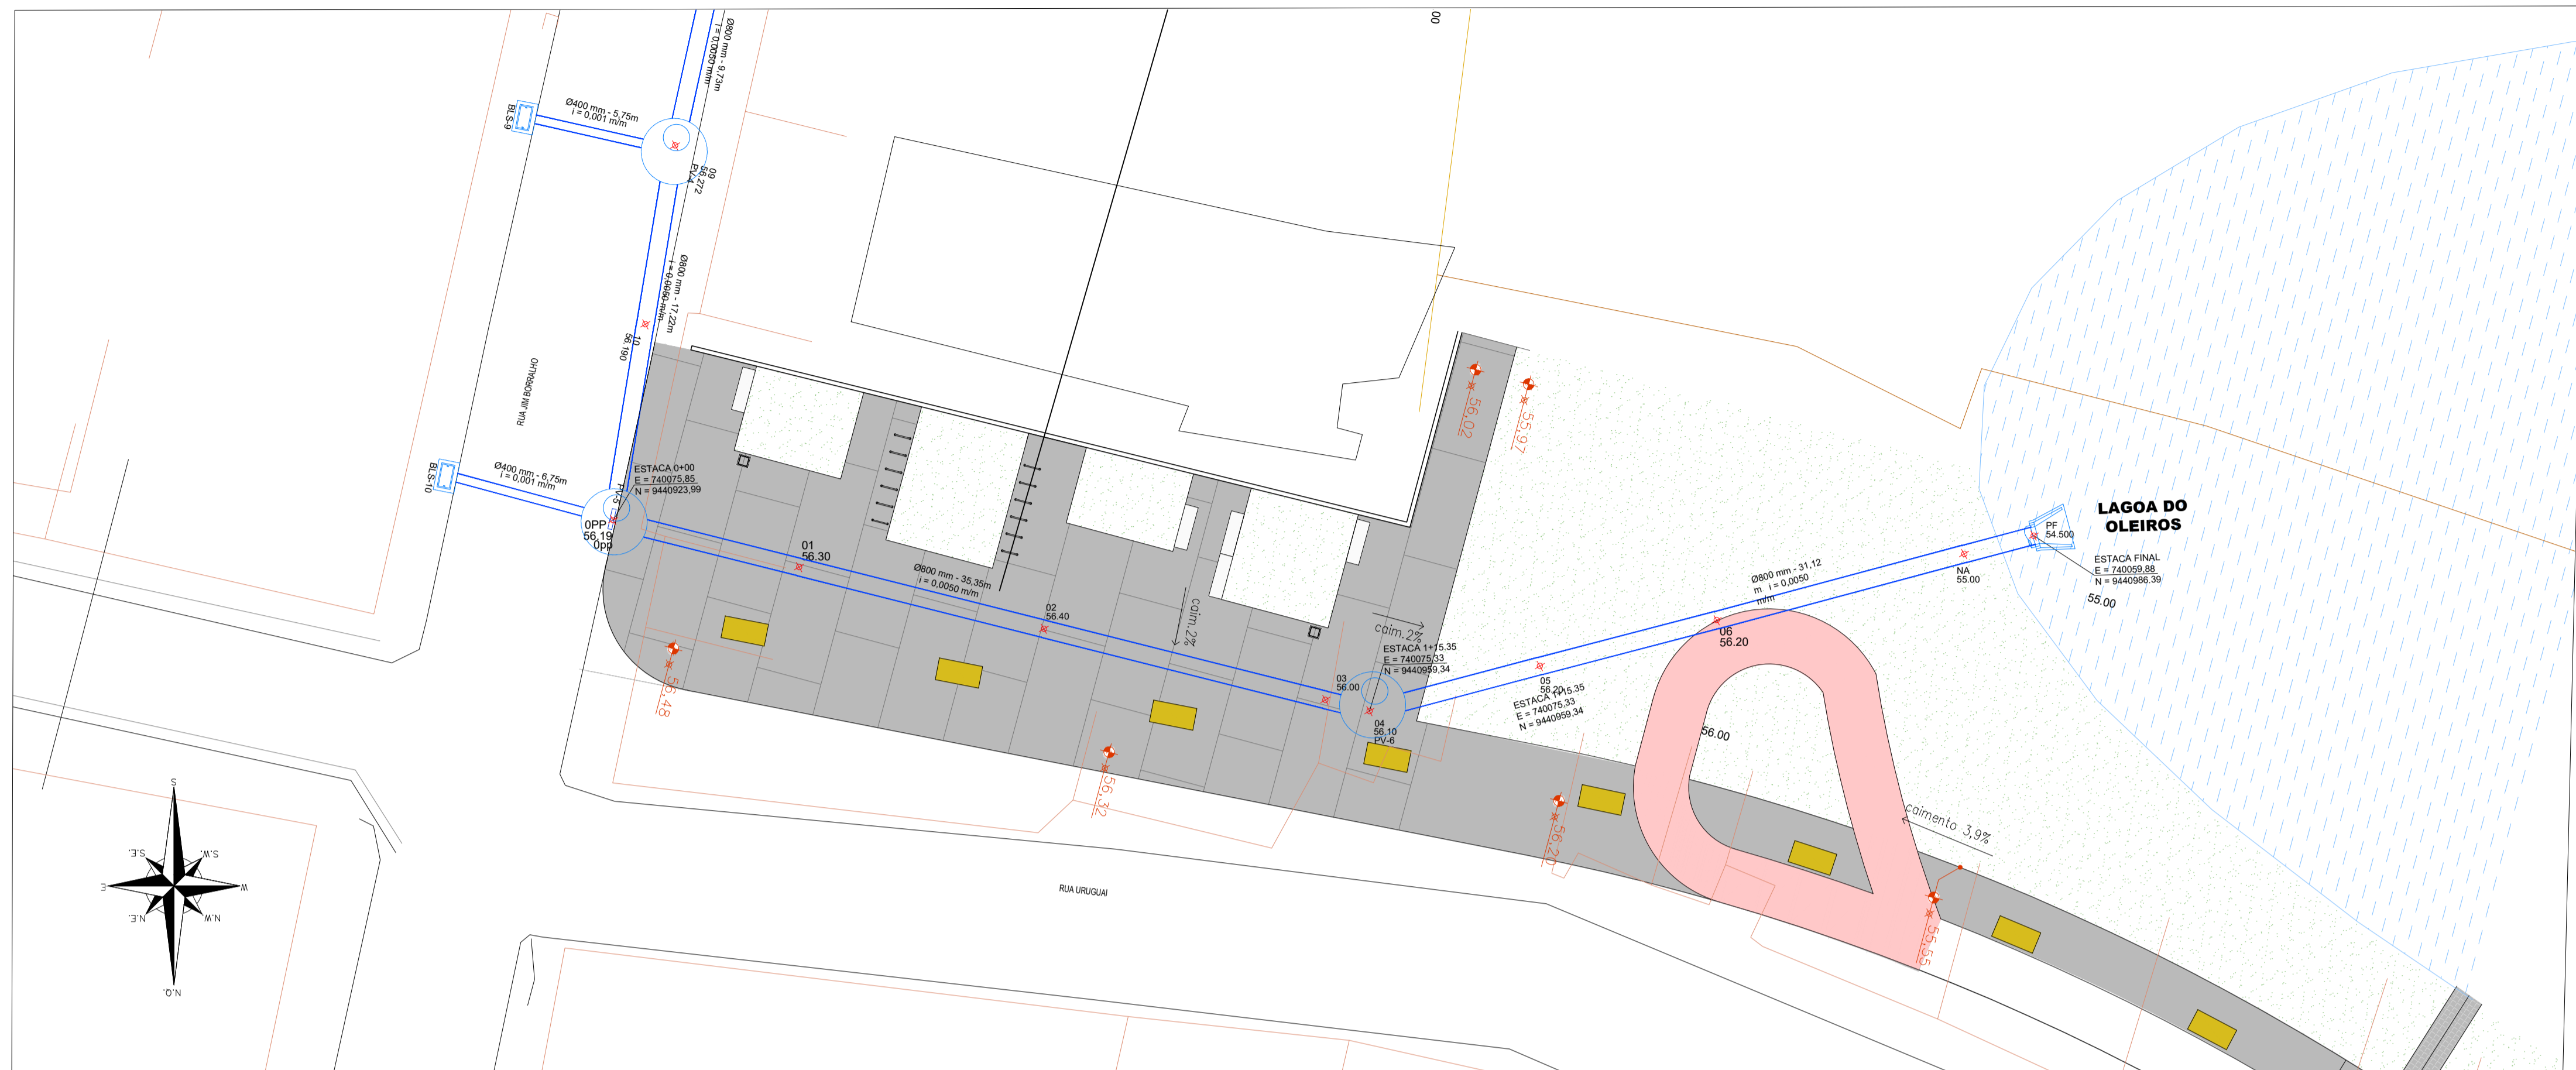 Ø800 mm - 9,73m
i = 0,0050 m/m
00
BLS-9
Ø400 mm - 5,75m
i = 0,001 m/m
09
56.272
PV-4
Ø800 mm - 17,22m
i = 0,0050 m/m
10
56.190
RUA JIM BORRALHO
BLS-10
Ø400 mm - 6,75m
i = 0,001 m/m
PV-5
ESTACA 0+00
E = 740075,85
N = 9440923,99
0PP
56.19
0pp
01
56.30
Ø800 mm - 35,35m
i = 0,0050 m/m
02
56.40
caim.2%
caim.2%
ESTACA 1+15.35
E = 740075,33
N = 9440959,34
03
56.00
04
56.10
PV-6
05
56.20
ESTACA 1+15.35
E = 740075,33
N = 9440959,34
06
56.20
Ø800 mm - 31,12
m i = 0,0050
m/m
NA
55.00
PF
54.500
LAGOA DO
OLEIROS
ESTACA FINAL
E = 740059,88
N = 9440986.39
55.00
56.00
56,02
55,97
56,48
56,32
56,20
55,55
caimento 3,9%
RUA URUGUAI
S
S.E.
S.W.
E
W
N.E.
N.W.
N.Q.